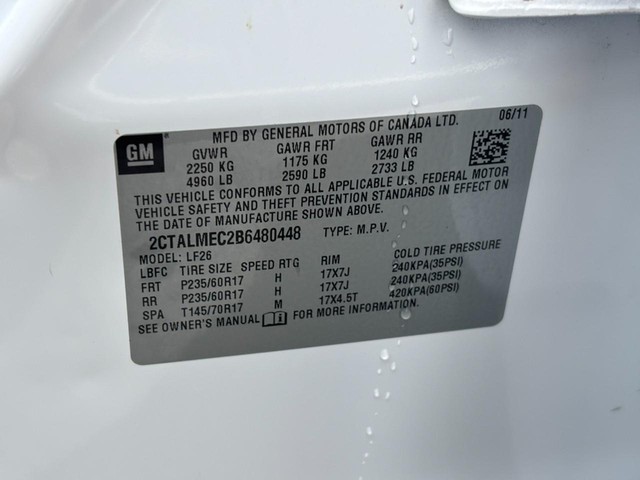 GM
MFD BY GENERAL MOTORS OF CANADA LTD. 06/11
GVWR GAWR FRT GAWR RR
2250 KG 1175 KG 1240 KG
4960 LB 2590 LB 2733 LB
THIS VEHICLE CONFORMS TO ALL APPLICABLE U.S. FEDERAL MOTOR
VEHICLE SAFETY AND THEFT PREVENTION STANDARDS IN EFFECT ON
THE DATE OF MANUFACTURE SHOWN ABOVE.
2CTALMEC2B6480448 TYPE: M.P.V.
MODEL: LF26
LBFC TIRE SIZE SPEED RTG RIM COLD TIRE PRESSURE
FRT P235/60R17 H 17X7J 240KPA(35PSI)
RR P235/60R17 H 17X7J 240KPA(35PSI)
SPA T145/70R17 M 17X4.5T 420KPA(60PSI)
SEE OWNER'S MANUAL FOR MORE INFORMATION.